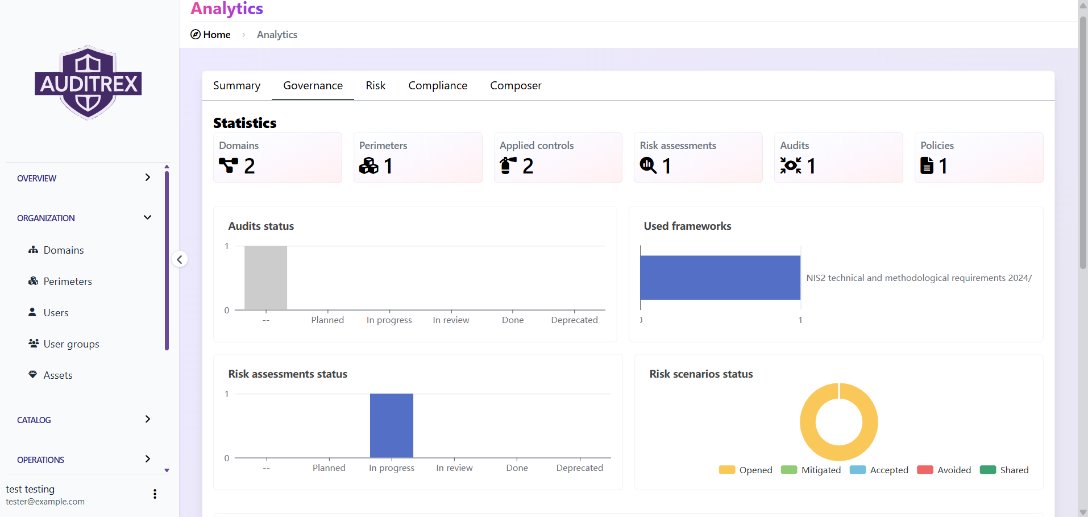 Analytics
Home
Analytics
AUDITREX
Summary
Governance
Risk
Compliance
Composer
Statistics
Domains
2
Perimeters
1
Applied controls
2
Risk assessments
1
Audits
1
Policies
1
OVERVIEW
ORGANIZATION
Domains
Perimeters
Users
User groups
Assets
CATALOG
OPERATIONS
test testing
tester@example.com
Audits status
1
0
-- Planned In progress In review Done Deprecated
Used frameworks
NIS2 technical and methodological requirements 2024/
1
Risk assessments status
1
0
-- Planned In progress In review Done Deprecated
Risk scenarios status
Opened Mitigated Accepted Avoided Shared